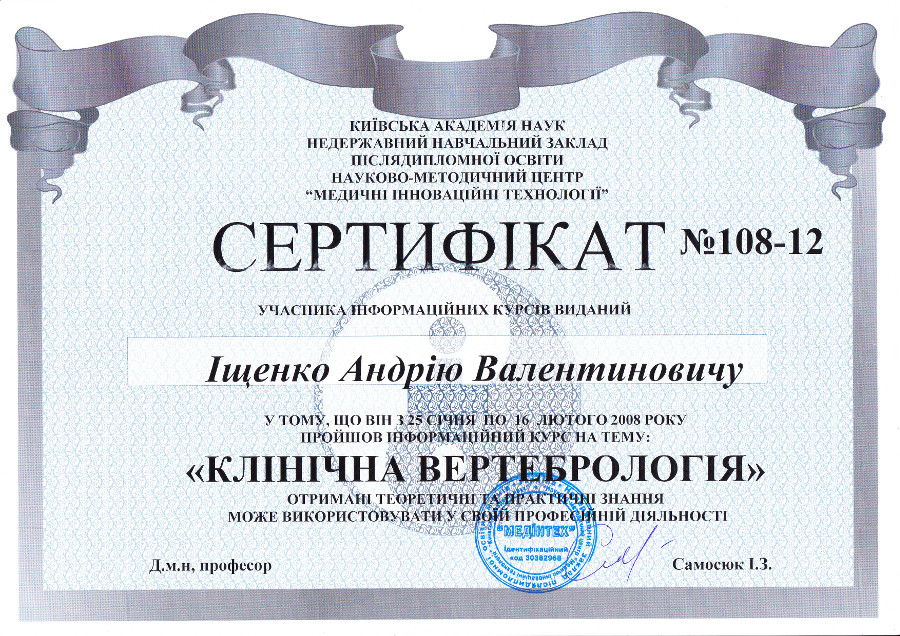 КИЇВСЬКА АКАДЕМІЯ НАУК
НЕДЕРЖАВНИЙ НАВЧАЛЬНИЙ ЗАКЛАД
ПІСЛЯДИПЛОМНОЇ ОСВІТИ
НАУКОВО-МЕТОДИЧНИЙ ЦЕНТР
“МЕДИЧНІ ІННОВАЦІЙНІ ТЕХНОЛОГІЇ”
СЕРТИФІКАТ №108-12
УЧАСНИКА ІНФОРМАЦІЙНИХ КУРСІВ ВИДАНИЙ
Іщенко Андрію Валентиновичу
У ТОМУ, ЩО ВІН З 25 СІЧНЯ ПО 16 ЛЮТОГО 2008 РОКУ
ПРОЙШОВ ІНФОРМАЦІЙНИЙ КУРС НА ТЕМУ:
«КЛІНІЧНА ВЕРТЕБРОЛОГІЯ»
ОТРИМАНІ ТЕОРЕТИЧНІ ТА ПРАКТИЧНІ ЗНАННЯ
МОЖЕ ВИКОРИСТОВУВАТИ У СВОЇЙ ПРОФЕСІЙНІЙ ДІЯЛЬНОСТІ
"МЕДІНТЕХ"
Ідентифікаційний
код 30382968
Д.м.н, професор Самосюк І.З.